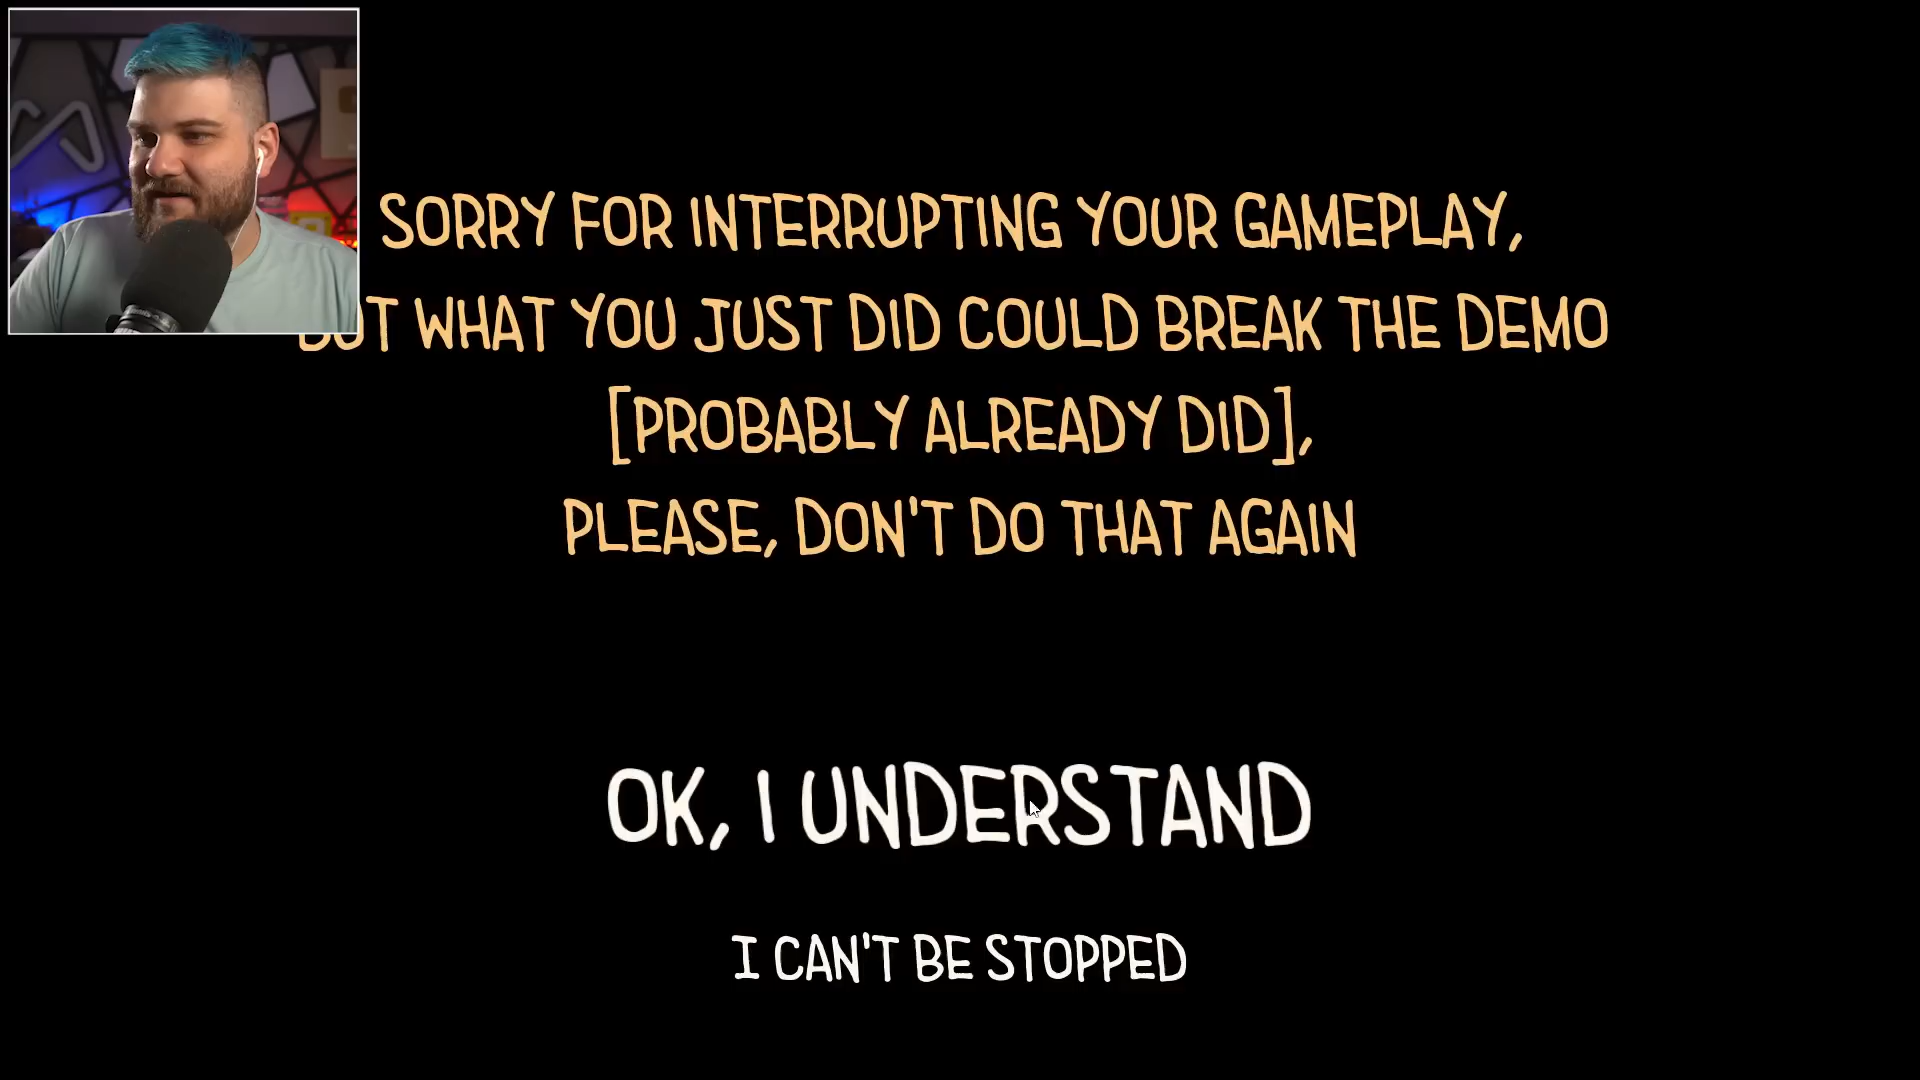 SORRY FOR INTERRUPTING YOUR GAMEPLAY,
BUT WHAT YOU JUST DID COULD BREAK THE DEMO
[PROBABLY ALREADY DID],
PLEASE, DON'T DO THAT AGAIN
OK, I UNDERSTAND
I CAN'T BE STOPPED